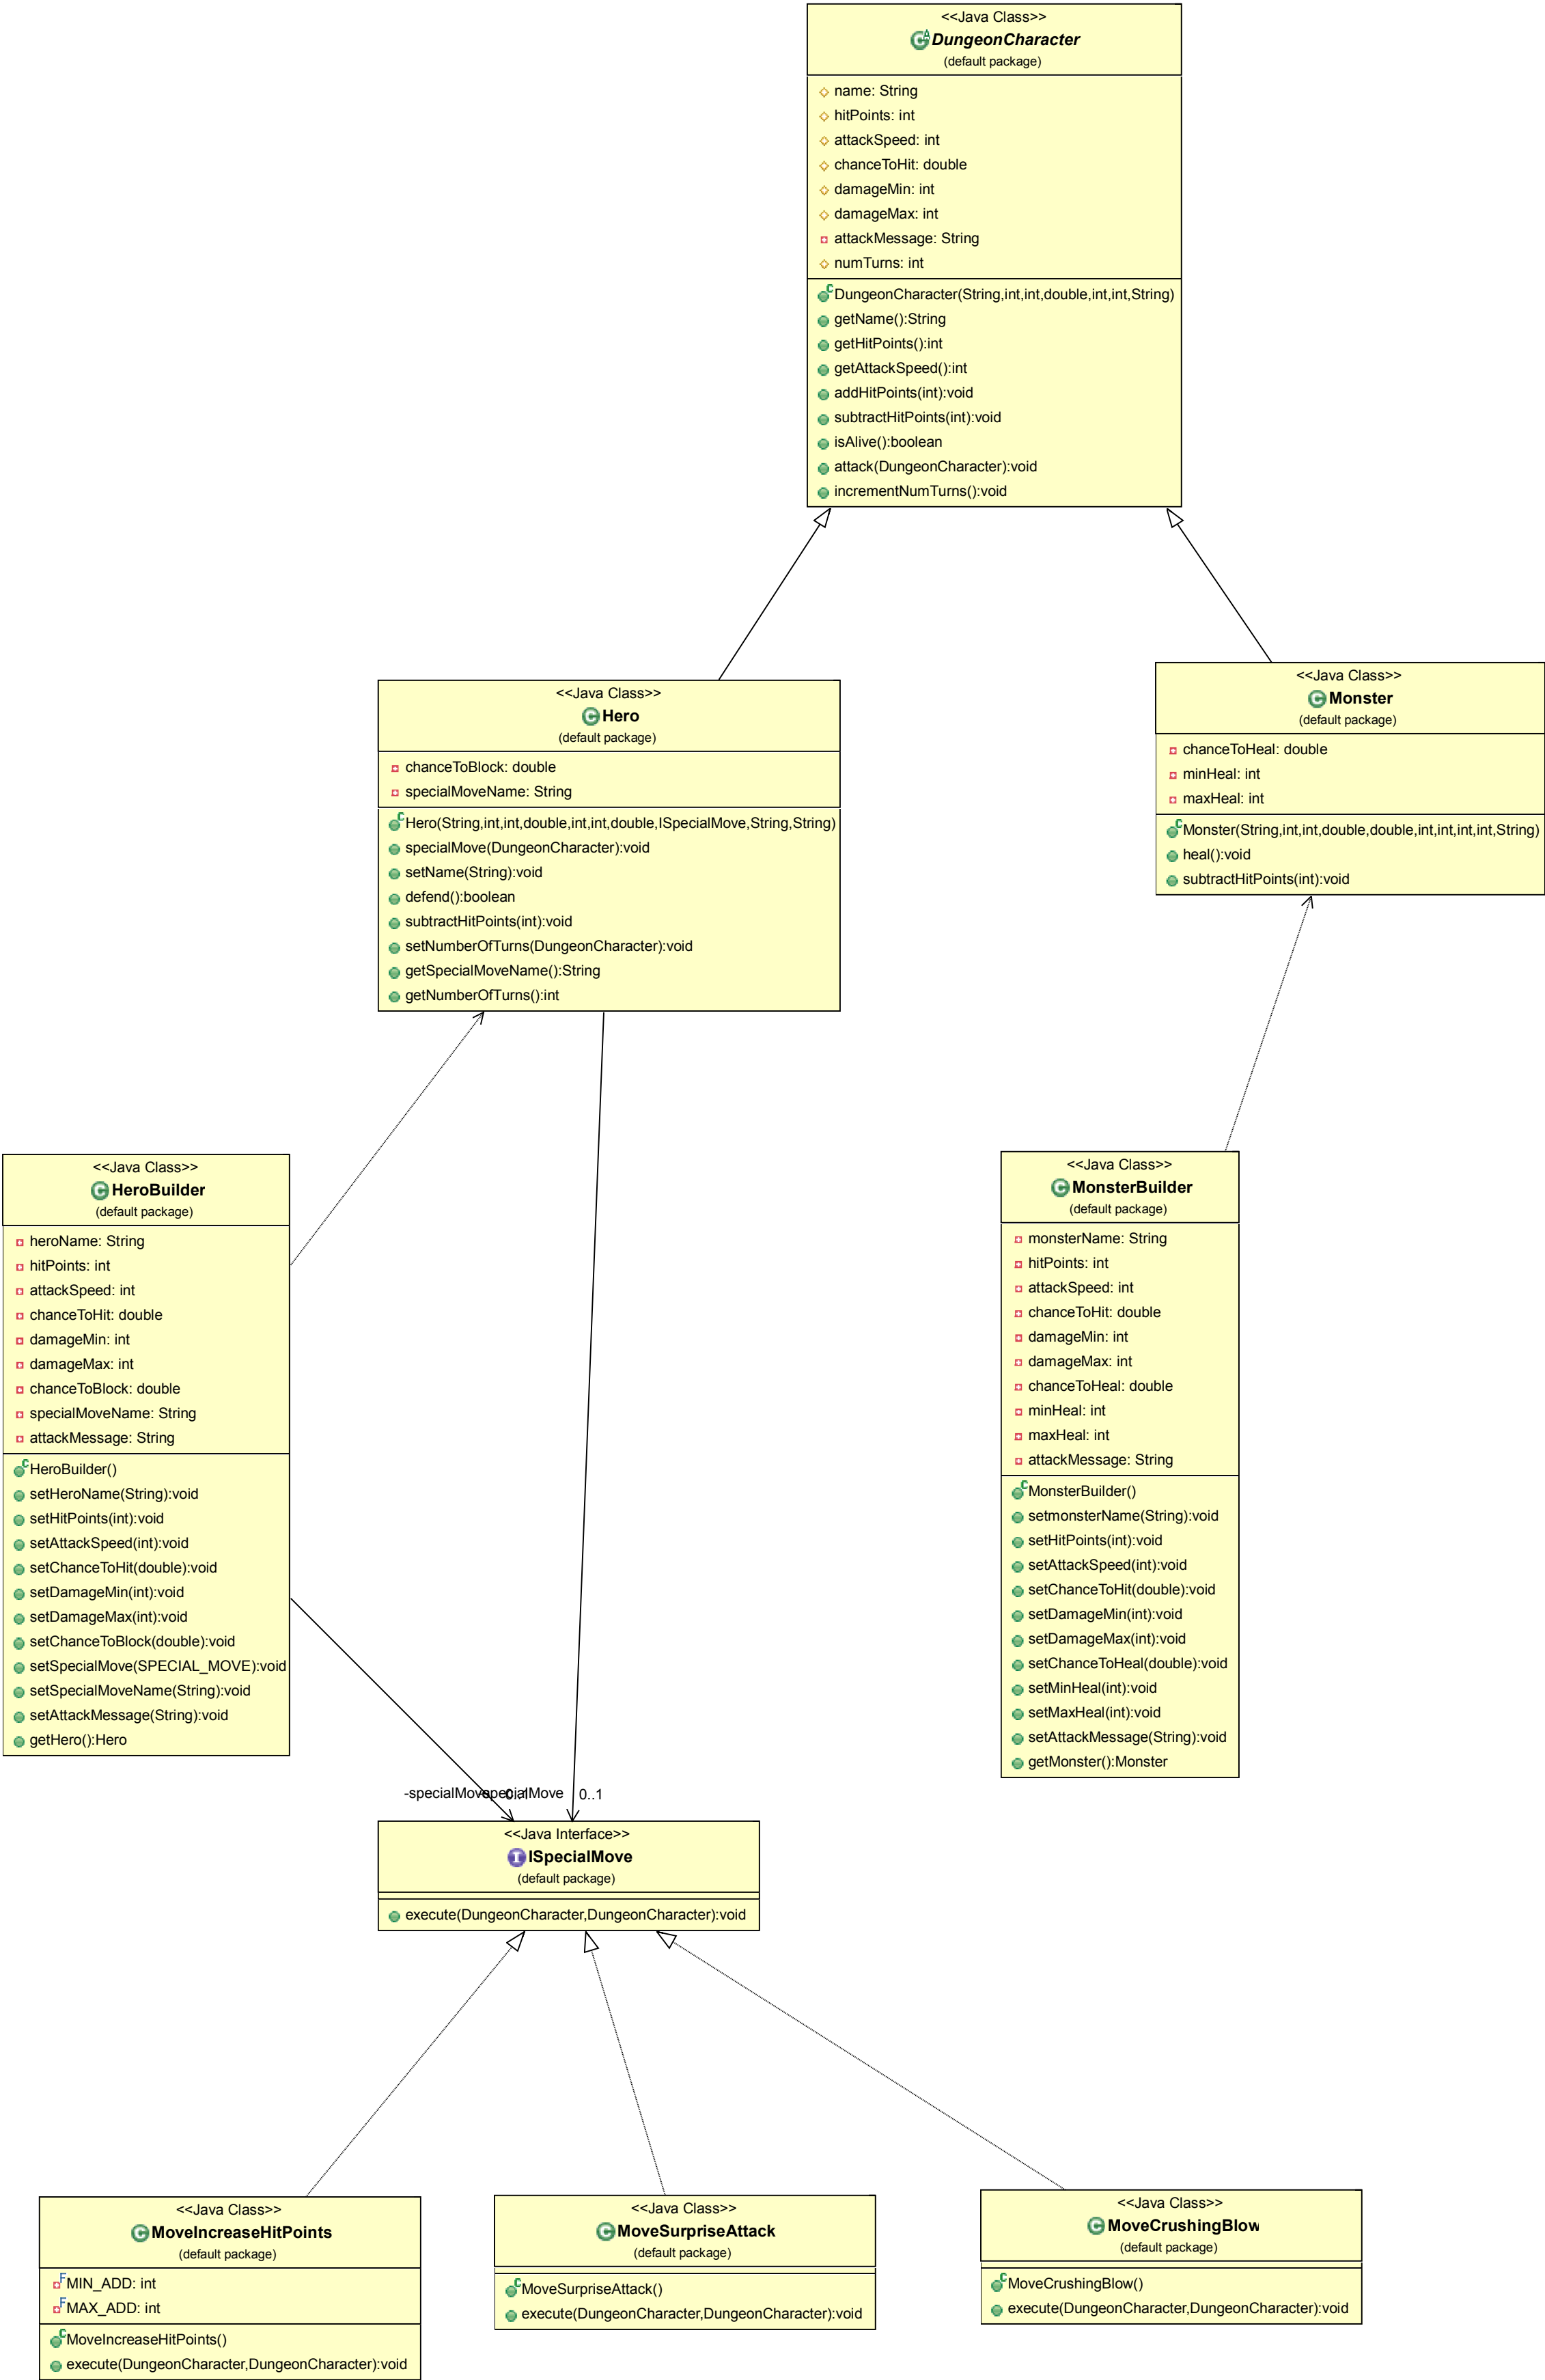 <<Java Class>>
DungeonCharacter
(default package)
name: String
hitPoints: int
attackSpeed: int
chanceToHit: double
damageMin: int
damageMax: int
attackMessage: String
numTurns: int
DungeonCharacter(String,int,int,double,int,int,String)
getName():String
getHitPoints():int
getAttackSpeed():int
addHitPoints(int):void
subtractHitPoints(int):void
isAlive():boolean
attack(DungeonCharacter):void
incrementNumTurns():void
<<Java Class>>
Hero
(default package)
chanceToBlock: double
specialMoveName: String
Hero(String,int,int,double,int,int,double,ISpecialMove,String,String)
specialMove(DungeonCharacter):void
setName(String):void
defend():boolean
subtractHitPoints(int):void
setNumberOfTurns(DungeonCharacter):void
getSpecialMoveName():String
getNumberOfTurns():int
<<Java Class>>
Monster
(default package)
chanceToHeal: double
minHeal: int
maxHeal: int
Monster(String,int,int,double,double,int,int,int,int,String)
heal():void
subtractHitPoints(int):void
<<Java Class>>
HeroBuilder
(default package)
heroName: String
hitPoints: int
attackSpeed: int
chanceToHit: double
damageMin: int
damageMax: int
chanceToBlock: double
specialMoveName: String
attackMessage: String
HeroBuilder()
setHeroName(String):void
setHitPoints(int):void
setAttackSpeed(int):void
setChanceToHit(double):void
setDamageMin(int):void
setDamageMax(int):void
setChanceToBlock(double):void
setSpecialMove(SPECIAL_MOVE):void
setSpecialMoveName(String):void
setAttackMessage(String):void
getHero():Hero
<<Java Class>>
MonsterBuilder
(default package)
monsterName: String
hitPoints: int
attackSpeed: int
chanceToHit: double
damageMin: int
damageMax: int
chanceToHeal: double
minHeal: int
maxHeal: int
attackMessage: String
MonsterBuilder()
setmonsterName(String):void
setHitPoints(int):void
setAttackSpeed(int):void
setChanceToHit(double):void
setDamageMin(int):void
setDamageMax(int):void
setChanceToHeal(double):void
setMinHeal(int):void
setMaxHeal(int):void
setAttackMessage(String):void
getMonster():Monster
-specialMove 0..1
-specialMove 0..1
<<Java Interface>>
ISpecialMove
(default package)
execute(DungeonCharacter,DungeonCharacter):void
<<Java Class>>
MoveIncreaseHitPoints
(default package)
MIN_ADD: int
MAX_ADD: int
MoveIncreaseHitPoints()
execute(DungeonCharacter,DungeonCharacter):void
<<Java Class>>
MoveSurpriseAttack
(default package)
MoveSurpriseAttack()
execute(DungeonCharacter,DungeonCharacter):void
<<Java Class>>
MoveCrushingBlow
(default package)
MoveCrushingBlow()
execute(DungeonCharacter,DungeonCharacter):void